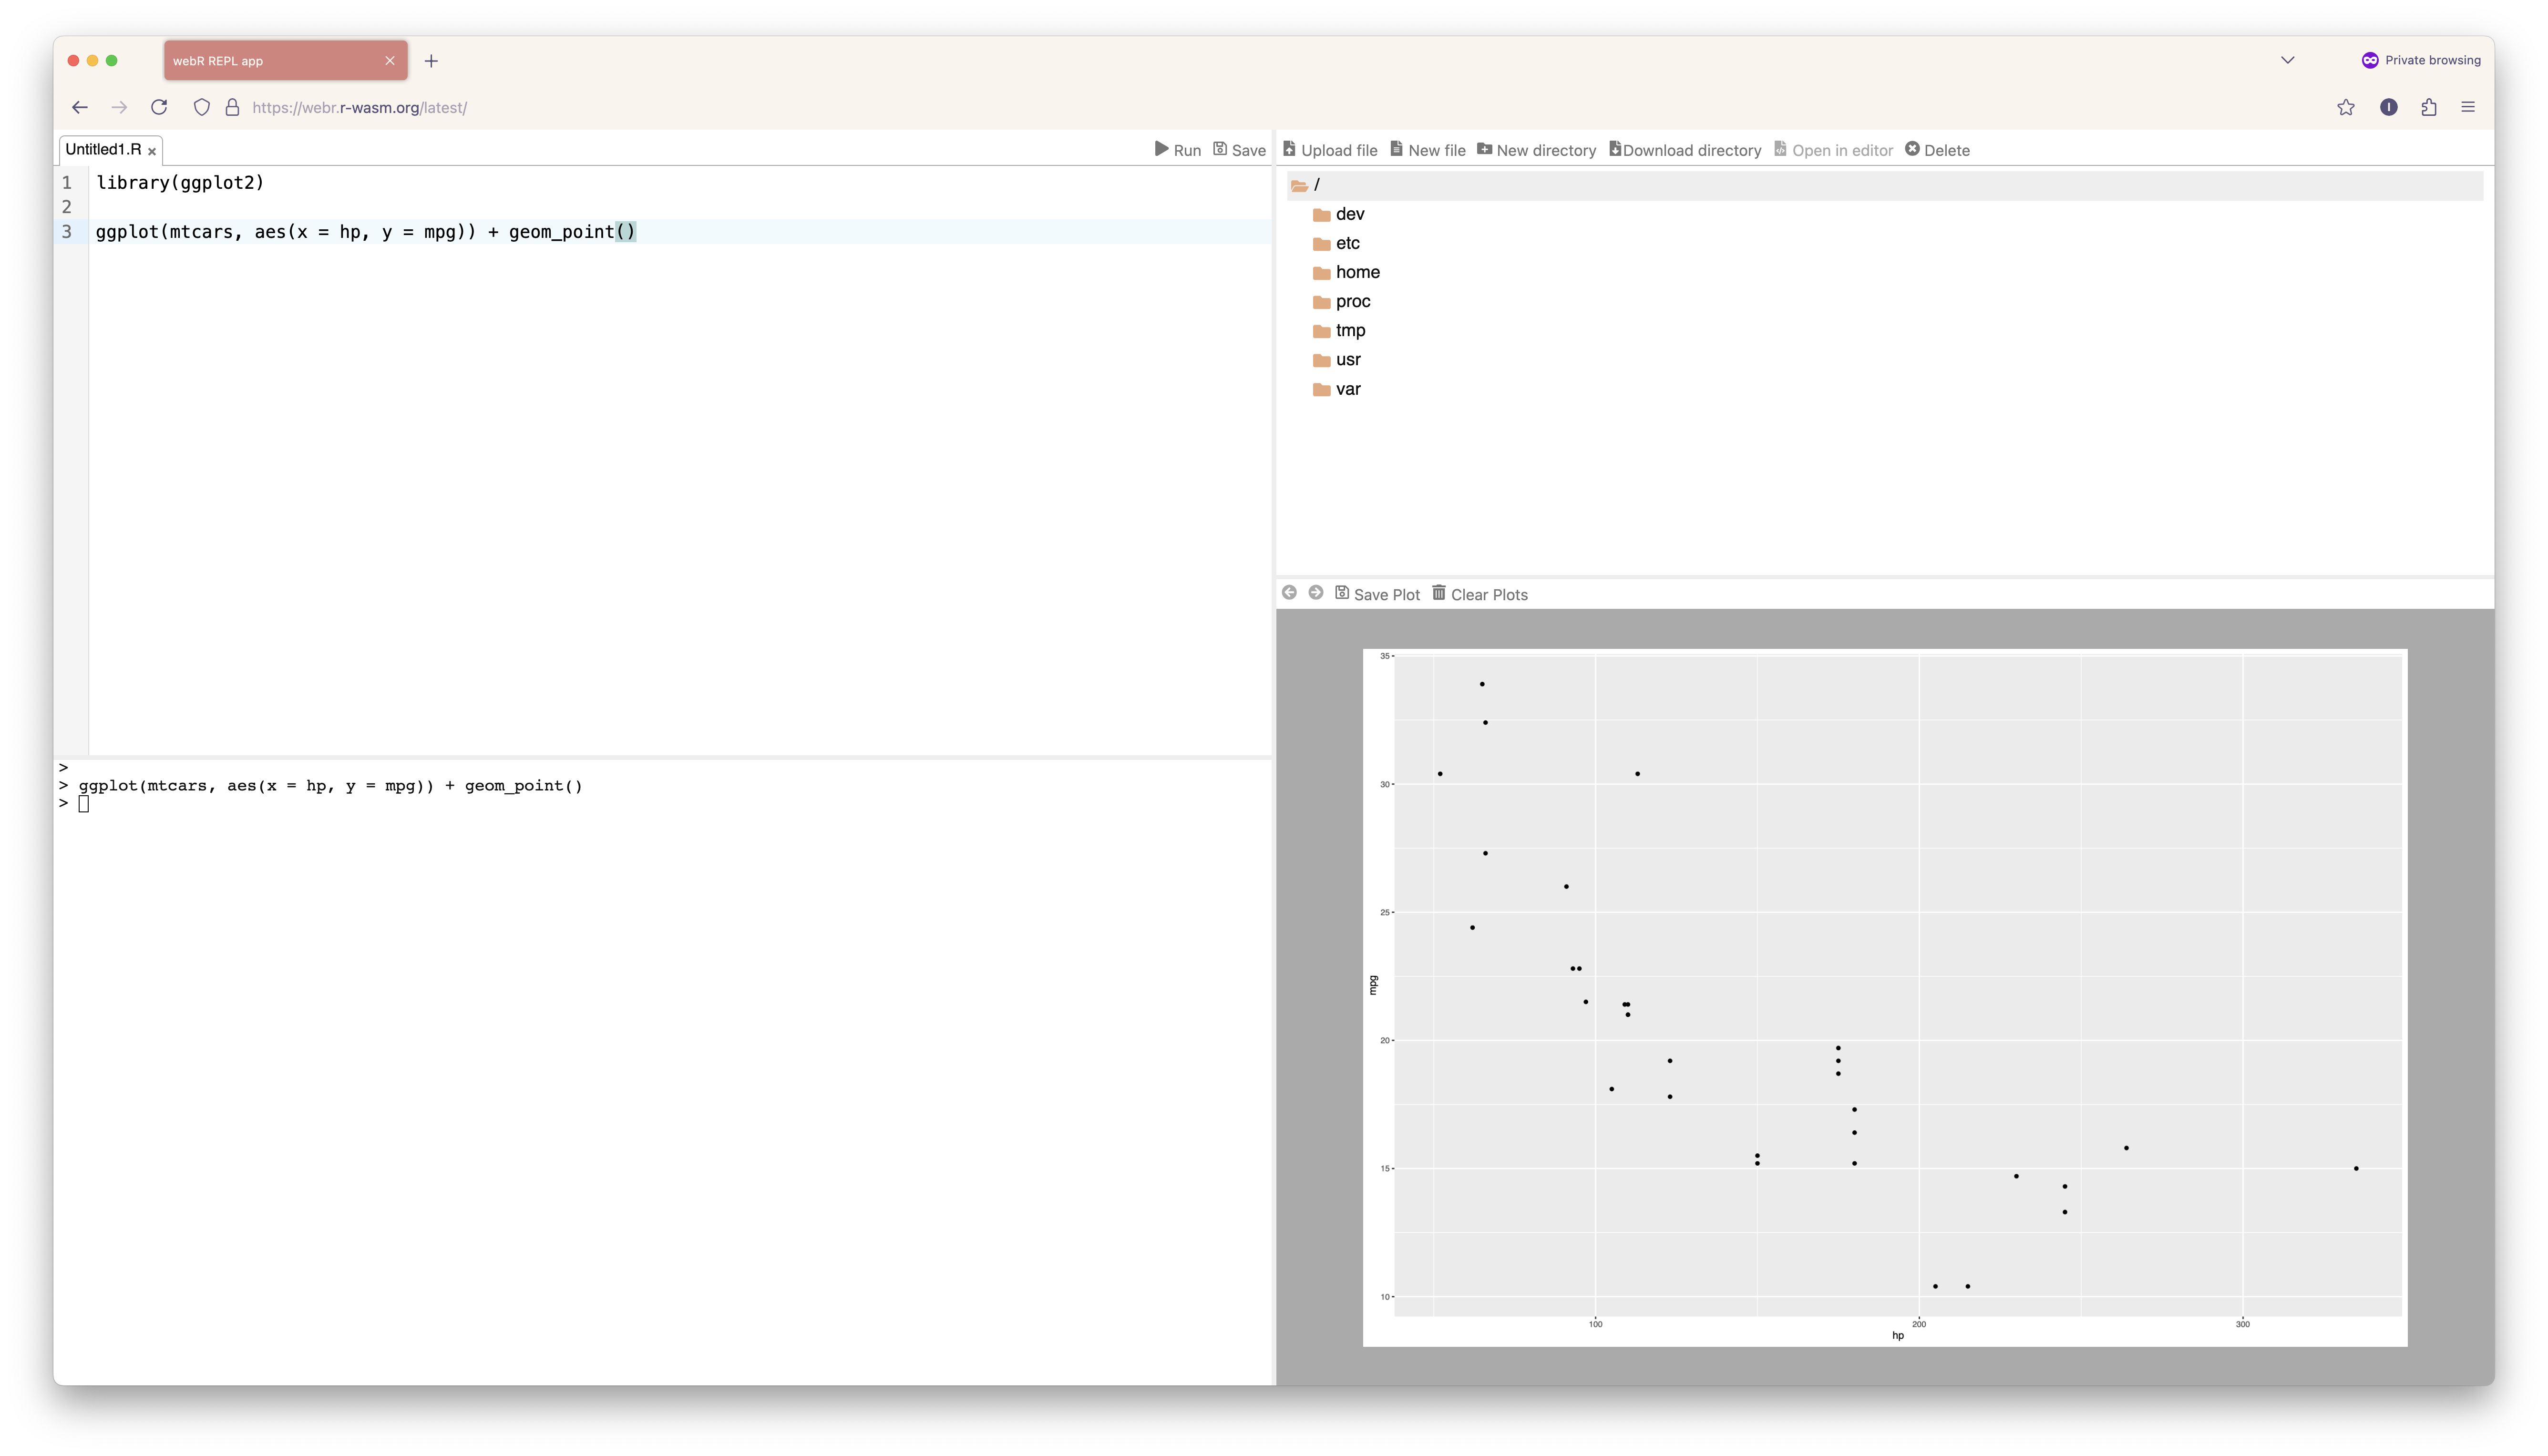 webR REPL app
Private browsing
https://webr.r-wasm.org/latest/
Untitled1.R
Run Save
1 library(ggplot2)
2
3 ggplot(mtcars, aes(x = hp, y = mpg)) + geom_point()
>
> ggplot(mtcars, aes(x = hp, y = mpg)) + geom_point()
>
Upload file New file New directory Download directory Open in editor Delete
/
dev
etc
home
proc
tmp
usr
var
Save Plot Clear Plots
35
30
25
20
15
10
mpg
100 200 300
hp